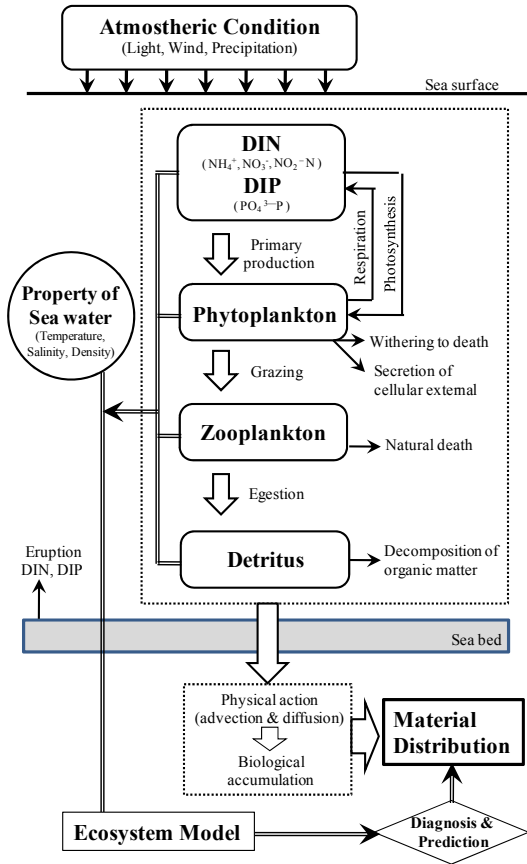 Atmostheric Condition
(Light, Wind, Precipitation)
Sea surface
DIN
(NH₄⁺, NO₃⁻, NO₂⁻N)
DIP
(PO₄³⁻P)
Respiration
Photosynthesis
Primary
production
Property of
Sea water
(Temperature,
Salinity, Density)
Phytoplankton
Withering to death
Secretion of
cellular external
Grazing
Zooplankton
Natural death
Egestion
Detritus
Decomposition of
organic matter
Eruption
DIN, DIP
Sea bed
Physical action
(advection & diffusion)
Biological
accumulation
Material
Distribution
Ecosystem Model
Diagnosis &
Prediction